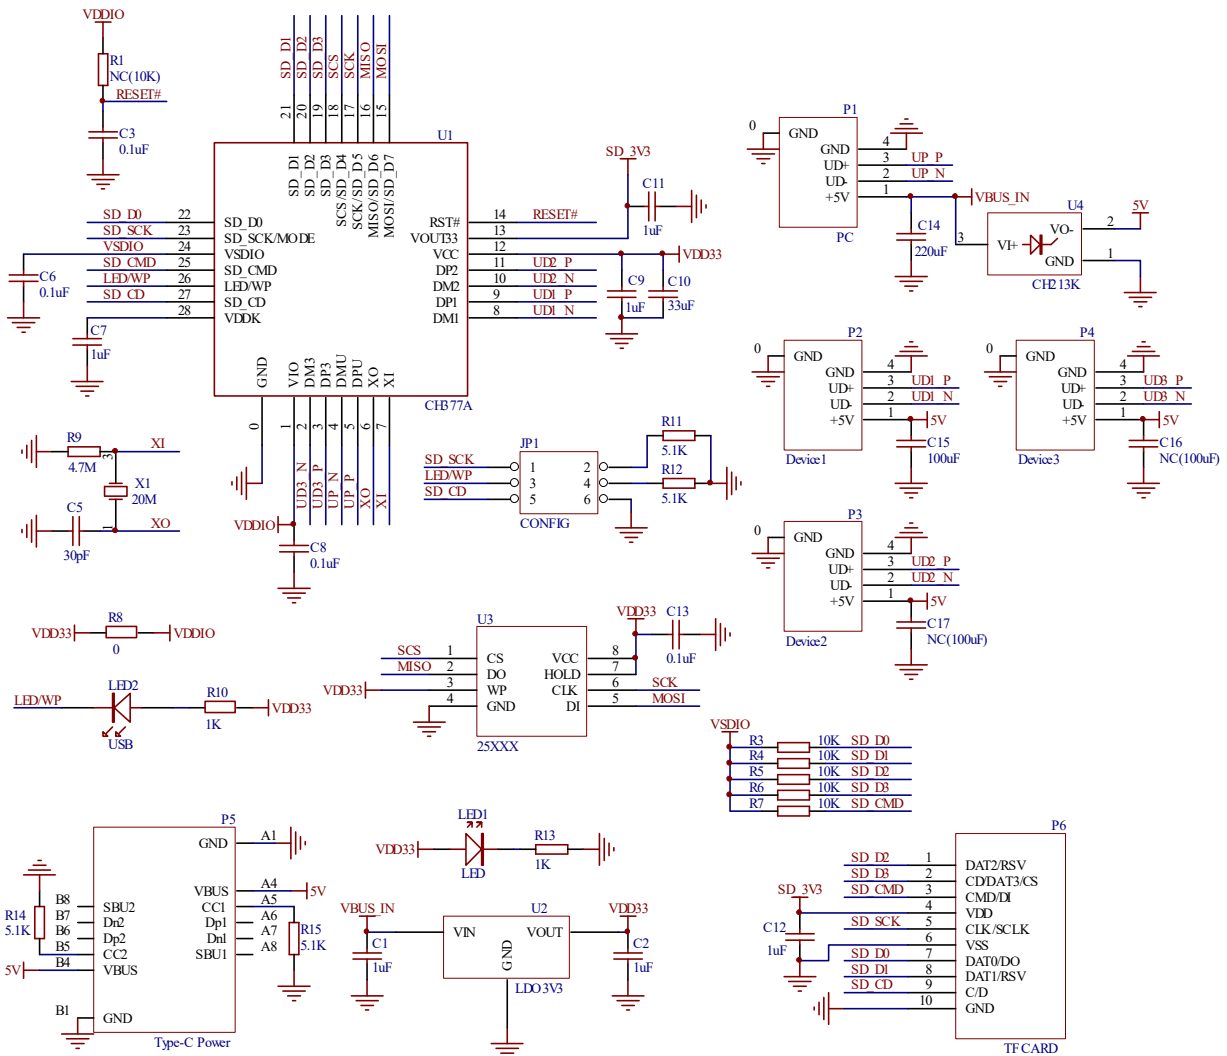 VDDIO
R1
NC(10K)
RESET#
C3
0.1uF
SD_D1
SD_D2
SD_D3
SCS
SCK
MISO
MOSI
21
20
19
18
17
16
15
U1
SD_D1
SD_D2
SD_D3
SCS/SD_D4
SCK/SD_D5
MISO/SD_D6
MOSI/SD_D7
SD_D0 22 SD_D0
SD_SCK 23 SD_SCK/MODE
VSDIO 24 VSDIO
SD_CMD 25 SD_CMD
LED/WP 26 LED/WP
SD_CD 27 SD_CD
28 VDDK
C6
0.1uF
C7
1uF
RST# 14 RESET#
VOUT33 13
VCC 12
DP2 11 UD2_P
DM2 10 UD2_N
DP1 9 UD1_P
DM1 8 UD1_N
SD_3V3
C11
1uF
VDD33
C9
1uF
C10
33uF
GND
VIO
DM3
DP3
DMU
DPU
XO
XI
CH377A
0
1
2
3
4
5
6
7
UD3_N
UD3_P
UP_N
UP_P
XO
XI
VDDIO
C8
0.1uF
P1
0
GND
GND 4
UD+ 3 UP_P
UD- 2 UP_N
+5V 1
PC
VBUS_IN
C14
220uF
U4
3 VI+
VO- 2
GND 1
5V
CH213K
P2
0
GND
GND 4
UD+ 3 UD1_P
UD- 2 UD1_N
+5V 1 5V
Device1
C15
100uF
P4
0
GND
GND 4
UD+ 3 UD3_P
UD- 2 UD3_N
+5V 1 5V
Device3
C16
NC(100uF)
R9
4.7M
XI
3
X1
20M
C5
30pF
1
XO
JP1
SD_SCK 1 2
LED/WP 3 4
SD_CD 5 6
CONFIG
R11
5.1K
R12
5.1K
P3
0
GND
GND 4
UD+ 3 UD2_P
UD- 2 UD2_N
+5V 1 5V
Device2
C17
NC(100uF)
R8
VDD33 VDDIO
0
LED2
LED/WP
USB
R10
1K
VDD33
U3
SCS 1 CS
MISO 2 DO
VDD33 3 WP
4 GND
VCC 8
HOLD 7
CLK 6 SCK
DI 5 MOSI
25XXX
VDD33
C13
0.1uF
VSDIO
R3 10K SD_D0
R4 10K SD_D1
R5 10K SD_D2
R6 10K SD_D3
R7 10K SD_CMD
P5
GND A1
VBUS A4 5V
CC1 A5
Dp1 A6
Dn1 A7
SBU1 A8
B8 SBU2
B7 Dn2
B6 Dp2
B5 CC2
5V B4 VBUS
B1 GND
R14
5.1K
R15
5.1K
Type-C Power
LED1
VDD33
LED
R13
1K
VBUS_IN
C1
1uF
U2
VIN
VOUT
GND
LDO3V3
VDD33
C2
1uF
P6
SD_D2 1 DAT2/RSV
SD_D3 2 CD/DAT3/CS
SD_CMD 3 CMD/DI
4 VDD
SD_SCK 5 CLK/SCLK
6 VSS
SD_D0 7 DAT0/DO
SD_D1 8 DAT1/RSV
SD_CD 9 C/D
10 GND
SD_3V3
C12
1uF
TFCARD